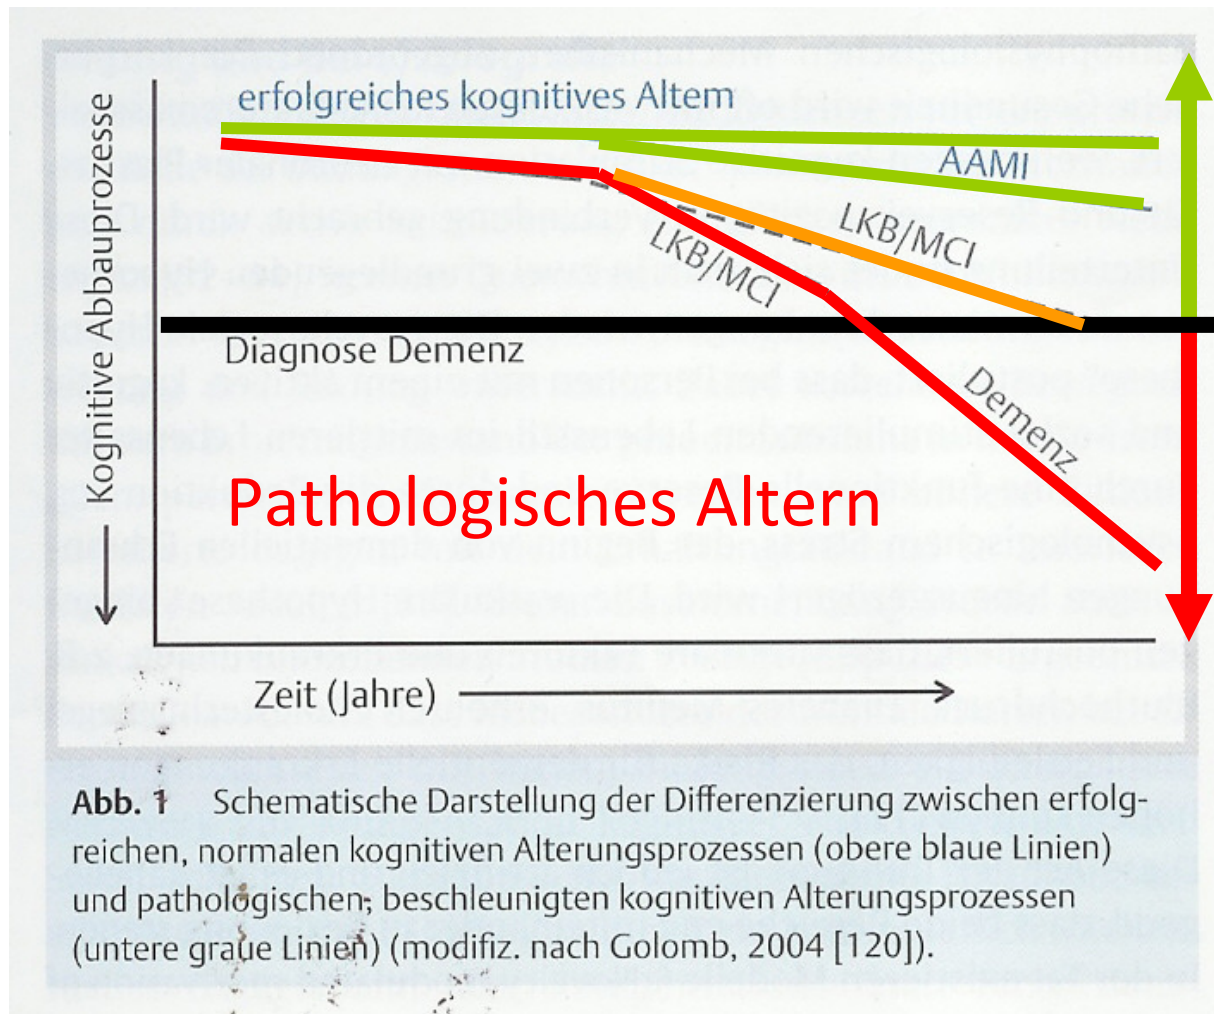 erfolgreiches kognitives Altern
AAMI
LKB/MCI
LKB/MCI
Kognitive Abbauprozesse
Diagnose Demenz
Demenz
Pathologisches Altern
Zeit (Jahre)
Abb. 1 Schematische Darstellung der Differenzierung zwischen erfolg-
reichen, normalen kognitiven Alterungsprozessen (obere blaue Linien)
und pathologischen, beschleunigten kognitiven Alterungsprozessen
(untere graue Linien) (modifiz. nach Golomb, 2004 [120]).